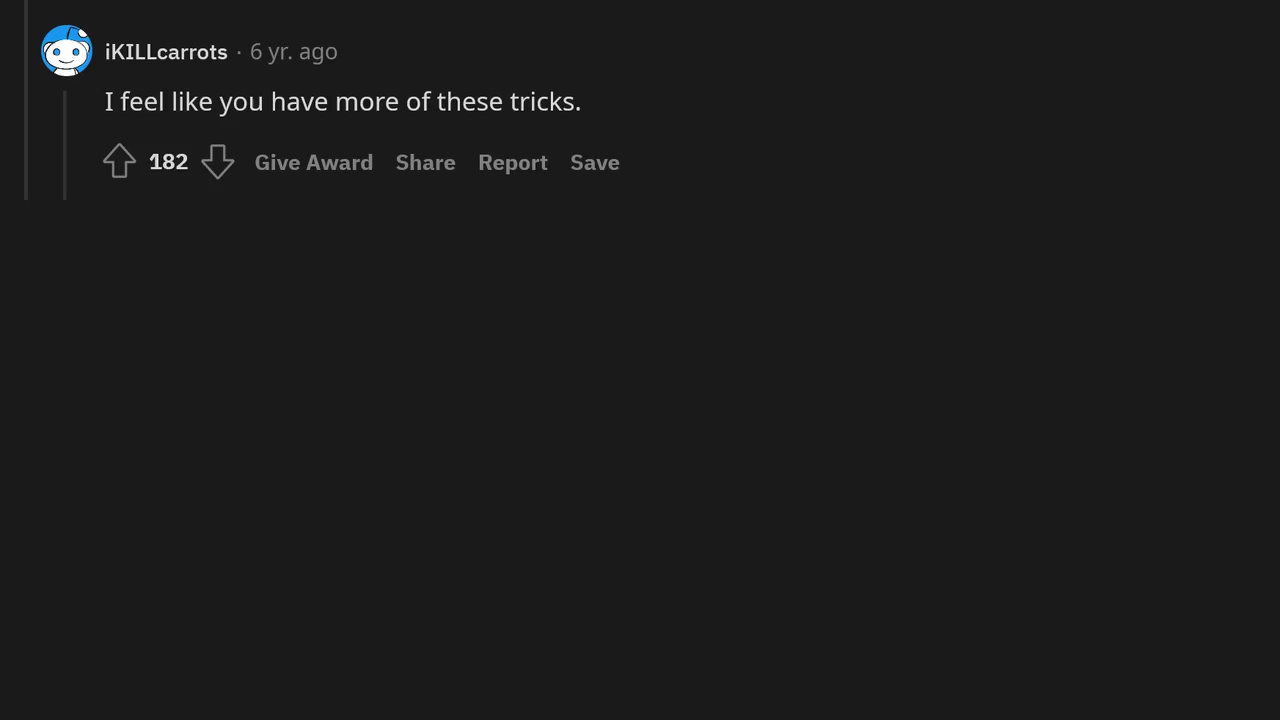 iKILLcarrots · 6 yr. ago
I feel like you have more of these tricks.
182 Give Award Share Report Save